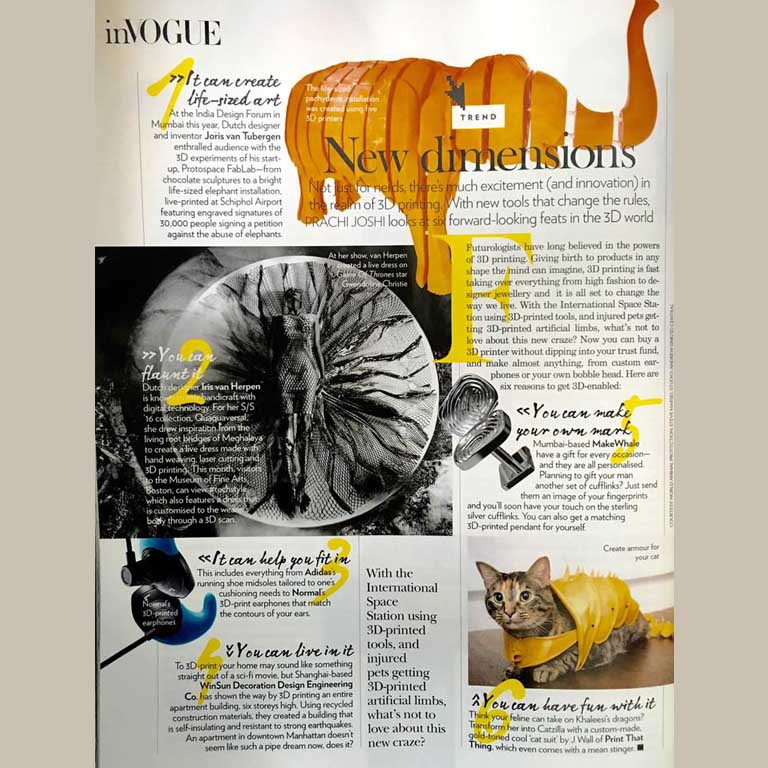 inVOGUE
1
»It can create
life-sized art
At the India Design Forum in
Mumbai this year, Dutch designer
and inventor Joris van Tubergen
enthralled audience with the
3D experiments of his start-
up, Protospace FabLab—from
chocolate sculptures to a bright
life-sized elephant installation,
live-printed at Schiphol Airport
featuring engraved signatures of
30,000 people signing a petition
against the abuse of elephants.
The life-sized
pachyderm installation
was created using five
3D printers
TREND
New dimensions
Not just for nerds, there's much excitement (and innovation) in
the realm of 3D printing. With new tools that change the rules,
PRACHI JOSHI looks at six forward-looking feats in the 3D world
F
Futurologists have long believed in the powers
of 3D printing. Giving birth to products in any
shape the mind can imagine, 3D printing is fast
taking over everything from high fashion to de-
signer jewellery and it is all set to change the
way we live. With the International Space Sta-
tion using 3D-printed tools, and injured pets get-
ting 3D-printed artificial limbs, what's not to
love about this new craze? Now you can buy a
3D printer without dipping into your trust fund,
and make almost anything, from custom ear-
phones or your own bobble head. Here are
six reasons to get 3D-enabled:
At her show, van Herpen
created a live dress on
Game Of Thrones star
Gwendoline Christie
2
»You can
flaunt it
Dutch designer Iris van Herpen
is known to mix handicraft with
digital technology. For her S/S
'16 collection, Quaquaversal,
she drew inspiration from the
living root bridges of Meghalaya
to create a live dress made with
hand weaving, laser cutting and
3D printing. This month, visitors
to the Museum of Fine Arts,
Boston, can view #techstyle,
which also features a dress that
is customised to the wearer's
body through a 3D scan.
3
«It can help you fit in
This includes everything from Adidas's
running shoe midsoles tailored to one's
cushioning needs to Normal's
3D-print earphones that match
the contours of your ears.
Normal's
3D-printed
earphones
You can live in it
To 3D-print your home may sound like something
straight out of a sci-fi movie, but Shanghai-based
WinSun Decoration Design Engineering
Co. has shown the way by 3D printing an entire
apartment building, six storeys high. Using recycled
construction materials, they created a building that
is self-insulating and resistant to strong earthquakes.
An apartment in downtown Manhattan doesn't
seem like such a pipe dream now, does it?
With the
International
Space
Station using
3D-printed
tools, and
injured
pets getting
3D-printed
artificial limbs,
what's not to
love about this
new craze?
5
«You can make
your own mark
Mumbai-based MakeWhale
have a gift for every occasion—
and they are all personalised.
Planning to gift your man
another set of cufflinks? Just send
them an image of your fingerprints
and you'll soon have your touch on the sterling
silver cufflinks. You can also get a matching
3D-printed pendant for yourself.
Create armour for
your cat
6
You can have fun with it
Think your feline can take on Khaleesi's dragons?
Transform her into Catzilla with a custom-made,
gold-toned cool 'cat suit' by J Wall of Print That
Thing, which even comes with a mean stinger.